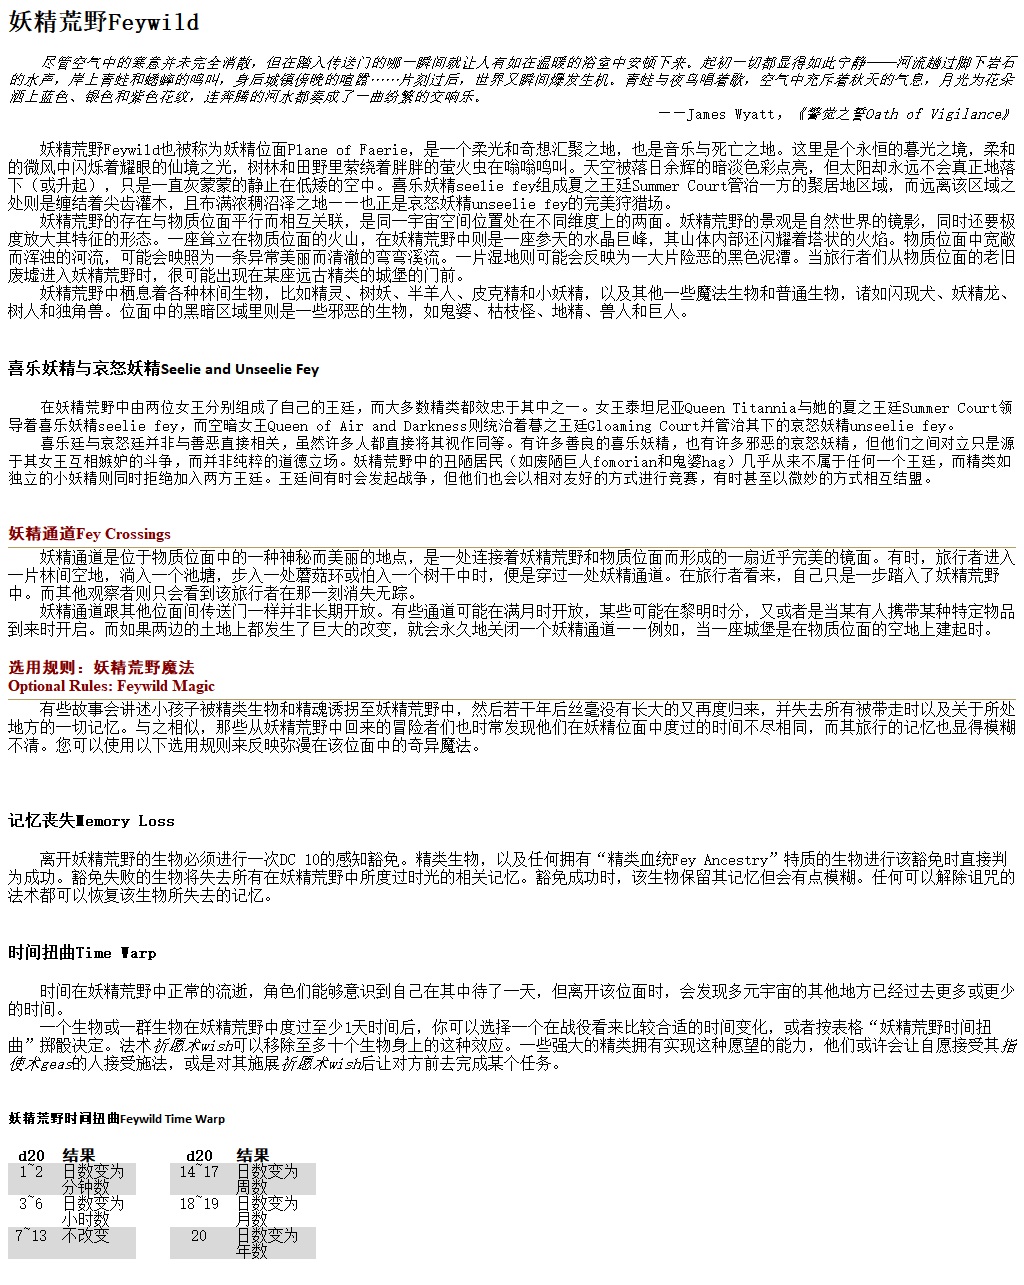 妖精荒野Feywild
尽管空气中的寒意并未完全消散，但在踏入传送门的哪一瞬间就让人有如在温暖的浴室中安顿下来。起初一切都显得如此宁静——河流越过脚下岩石
的水声，岸上青蛙和蟋蟀的鸣叫，身后城镇傍晚的喧嚣……片刻过后，世界又瞬间爆发生机。青蛙与夜鸟唱着歌，空气中充斥着秋天的气息，月光为花朵
洒上蓝色、银色和紫色花纹，连奔腾的河水都奏成了一曲纷繁的交响乐。
——James Wyatt，《警觉之誓Oath of Vigilance》
妖精荒野Feywild也被称为妖精位面Plane of Faerie，是一个柔光和奇想汇聚之地，也是音乐与死亡之地。这里是个永恒的暮光之境，柔和
的微风中闪烁着耀眼的仙境之光，树林和田野里萦绕着胖胖的萤火虫在嗡嗡鸣叫。天空被落日余辉的暗淡色彩点亮，但太阳却永远不会真正地落
下（或升起），只是一直灰蒙蒙的静止在低矮的空中。喜乐妖精seelie fey组成夏之王廷Summer Court管治一方的聚居地区域，而远离该区域之
处则是缠结着尖齿灌木，且布满浓稠沼泽之地——也正是哀怒妖精unseelie fey的完美狩猎场。
妖精荒野的存在与物质位面平行而相互关联，是同一宇宙空间位置处在不同维度上的两面。妖精荒野的景观是自然世界的镜影，同时还要极
度放大其特征的形态。一座耸立在物质位面的火山，在妖精荒野中则是一座参天的水晶巨峰，其山体内部还闪耀着塔状的火焰。物质位面中宽敞
而浑浊的河流，可能会映照为一条异常美丽而清澈的弯弯溪流。一片湿地则可能会反映为一大片险恶的黑色泥潭。当旅行者们从物质位面的老旧
废墟进入妖精荒野时，很可能出现在某座远古精类的城堡的门前。
妖精荒野中栖息着各种林间生物，比如精灵、树妖、半羊人、皮克精和小妖精，以及其他一些魔法生物和普通生物，诸如闪现犬、妖精龙、
树人和独角兽。位面中的黑暗区域里则是一些邪恶的生物，如鬼婆、枯枝怪、地精、兽人和巨人。
喜乐妖精与哀怒妖精Seelie and Unseelie Fey
在妖精荒野中由两位女王分别组成了自己的王廷，而大多数精类都效忠于其中之一。女王泰坦尼亚Queen Titannia与她的夏之王廷Summer Court领
导着喜乐妖精seelie fey，而空暗女王Queen of Air and Darkness则统治着暮之王廷Gloaming Court并管治其下的哀怒妖精unseelie fey。
喜乐廷与哀怒廷并非与善恶直接相关，虽然许多人都直接将其视作同等。有许多善良的喜乐妖精，也有许多邪恶的哀怒妖精，但他们之间对立只是源
于其女王互相嫉妒的斗争，而并非纯粹的道德立场。妖精荒野中的丑陋居民（如废陋巨人fomorian和鬼婆hag）几乎从来不属于任何一个王廷，而精类如
独立的小妖精则同时拒绝加入两方王廷。王廷间有时会发起战争，但他们也会以相对友好的方式进行竞赛，有时甚至以微妙的方式相互结盟。
妖精通道Fey Crossings
妖精通道是位于物质位面中的一种神秘而美丽的地点，是一处连接着妖精荒野和物质位面而形成的一扇近乎完美的镜面。有时，旅行者进入
一片林间空地，淌入一个池塘，步入一处蘑菇环或怕入一个树干中时，便是穿过一处妖精通道。在旅行者看来，自己只是一步踏入了妖精荒野
中。而其他观察者则只会看到该旅行者在那一刻消失无踪。
妖精通道跟其他位面间传送门一样并非长期开放。有些通道可能在满月时开放，某些可能在黎明时分，又或者是当某有人携带某种特定物品
到来时开启。而如果两边的土地上都发生了巨大的改变，就会永久地关闭一个妖精通道——例如，当一座城堡是在物质位面的空地上建起时。
选用规则：妖精荒野魔法
Optional Rules: Feywild Magic
有些故事会讲述小孩子被精类生物和精魂诱拐至妖精荒野中，然后若干年后丝毫没有长大的又再度归来，并失去所有被带走时以及关于所处
地方的一切记忆。与之相似，那些从妖精荒野中回来的冒险者们也时常发现他们在妖精位面中度过的时间不尽相同，而其旅行的记忆也显得模糊
不清。您可以使用以下选用规则来反映弥漫在该位面中的奇异魔法。
记忆丧失Memory Loss
离开妖精荒野的生物必须进行一次DC 10的感知豁免。精类生物，以及任何拥有“精类血统Fey Ancestry”特质的生物进行该豁免时直接判
为成功。豁免失败的生物将失去所有在妖精荒野中所度过时光的相关记忆。豁免成功时，该生物保留其记忆但会有点模糊。任何可以解除诅咒的
法术都可以恢复该生物所失去的记忆。
时间扭曲Time Warp
时间在妖精荒野中正常的流逝，角色们能够意识到自己在其中待了一天，但离开该位面时，会发现多元宇宙的其他地方已经过去更多或更少
的时间。
一个生物或一群生物在妖精荒野中度过至少1天时间后，你可以选择一个在战役看来比较合适的时间变化，或者按表格“妖精荒野时间扭
曲”掷骰决定。法术祈愿术wish可以移除至多十个生物身上的这种效应。一些强大的精类拥有实现这种愿望的能力，他们或许会让自愿接受其指
使术geas的人接受施法，或是对其施展祈愿术wish后让对方前去完成某个任务。
妖精荒野时间扭曲Feywild Time Warp
d20 结果 d20 结果
1~2 日数变为 14~17 日数变为
分钟数 周数
3~6 日数变为 18~19 日数变为
小时数 月数
7~13 不改变 20 日数变为
年数